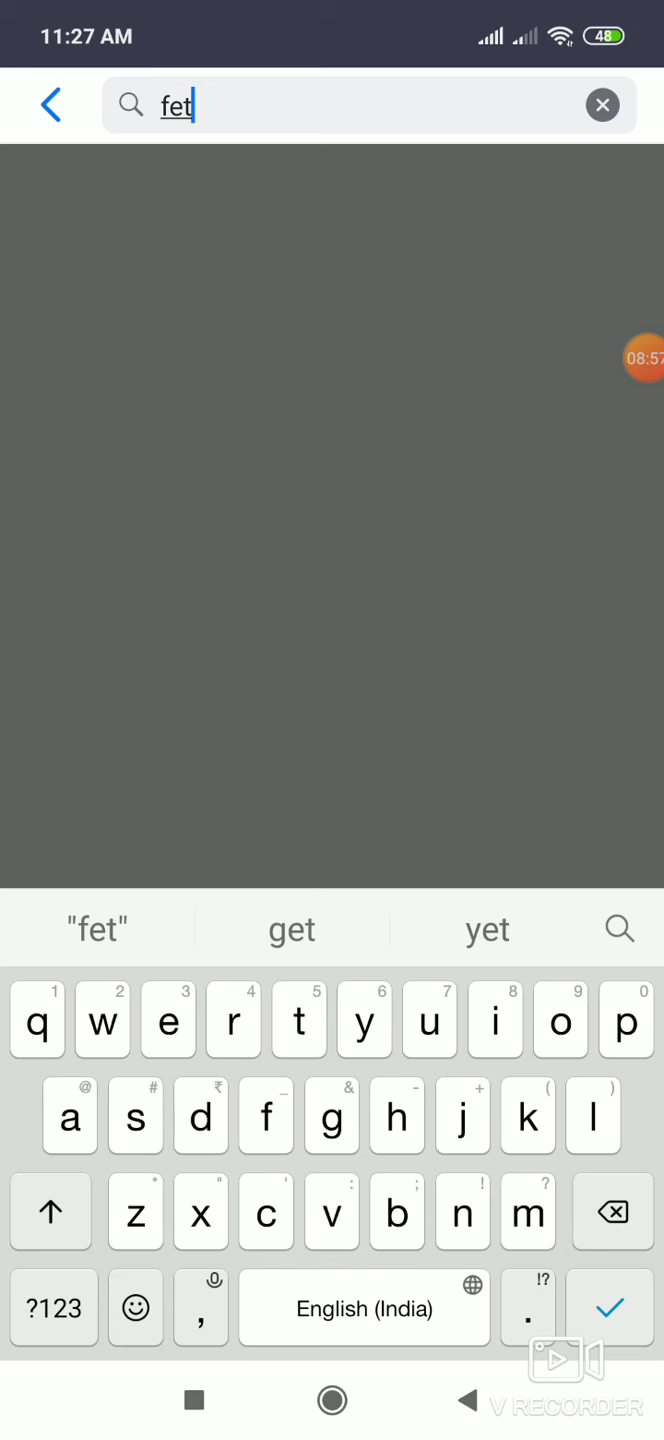 11:27 AM 48
fet
08:57
"fet" get yet
1 2 3 4 5 6 7 8 9 0
q w e r t y u i o p
@ # ₹ _ & - + ( )
a s d f g h j k l
* " ' : ; ! ?
z x c v b n m
?123 , English (India) . !?
V RECORDER